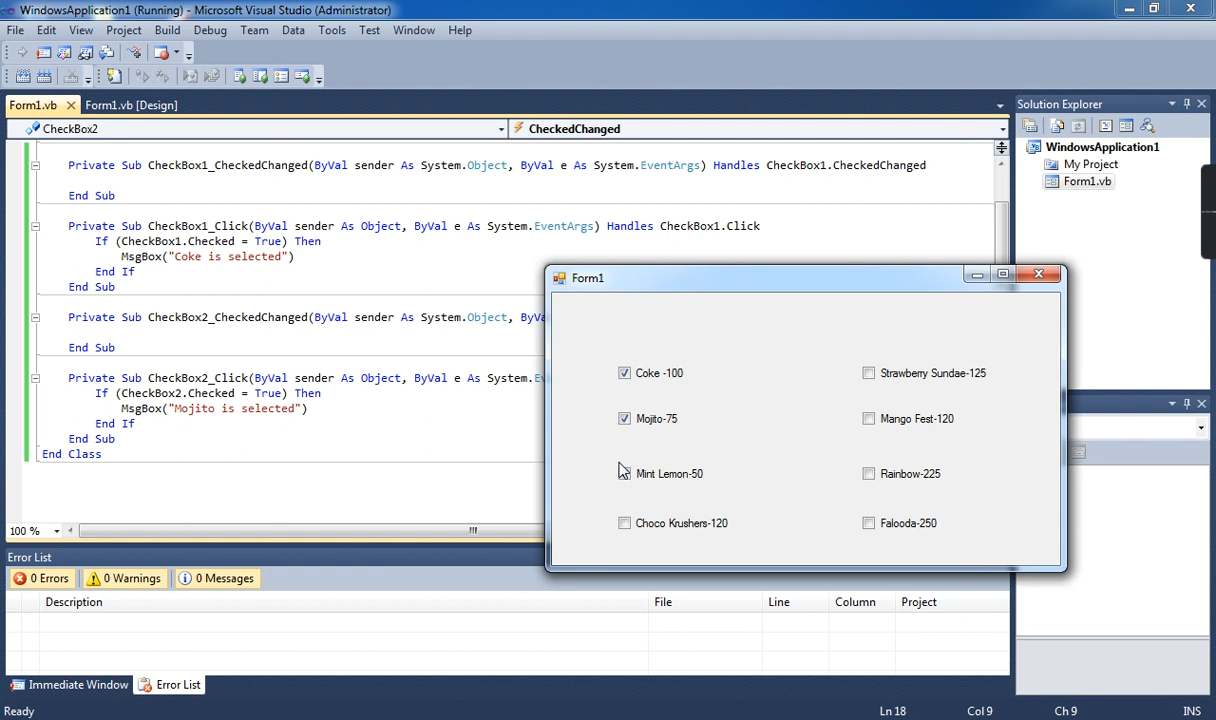 WindowsApplication1 (Running) - Microsoft Visual Studio (Administrator)
File Edit View Project Build Debug Team Data Tools Test Window Help
Form1.vb Form1.vb [Design]
CheckBox2 CheckedChanged
Private Sub CheckBox1_CheckedChanged(ByVal sender As System.Object, ByVal e As System.EventArgs) Handles CheckBox1.CheckedChanged
End Sub
Private Sub CheckBox1_Click(ByVal sender As Object, ByVal e As System.EventArgs) Handles CheckBox1.Click
If (CheckBox1.Checked = True) Then
MsgBox("Coke is selected")
End If
End Sub
Private Sub CheckBox2_CheckedChanged(ByVal sender As System.Object, ByVa
End Sub
Private Sub CheckBox2_Click(ByVal sender As Object, ByVal e As System.Ev
If (CheckBox2.Checked = True) Then
MsgBox("Mojito is selected")
End If
End Sub
End Class
100 %
Solution Explorer
WindowsApplication1
My Project
Form1.vb
Form1
Coke -100 Strawberry Sundae-125
Mojito-75 Mango Fest-120
Mint Lemon-50 Rainbow-225
Choco Krushers-120 Falooda-250
Error List
0 Errors 0 Warnings 0 Messages
Description File Line Column Project
Immediate Window Error List
Ready Ln 18 Col 9 Ch 9 INS